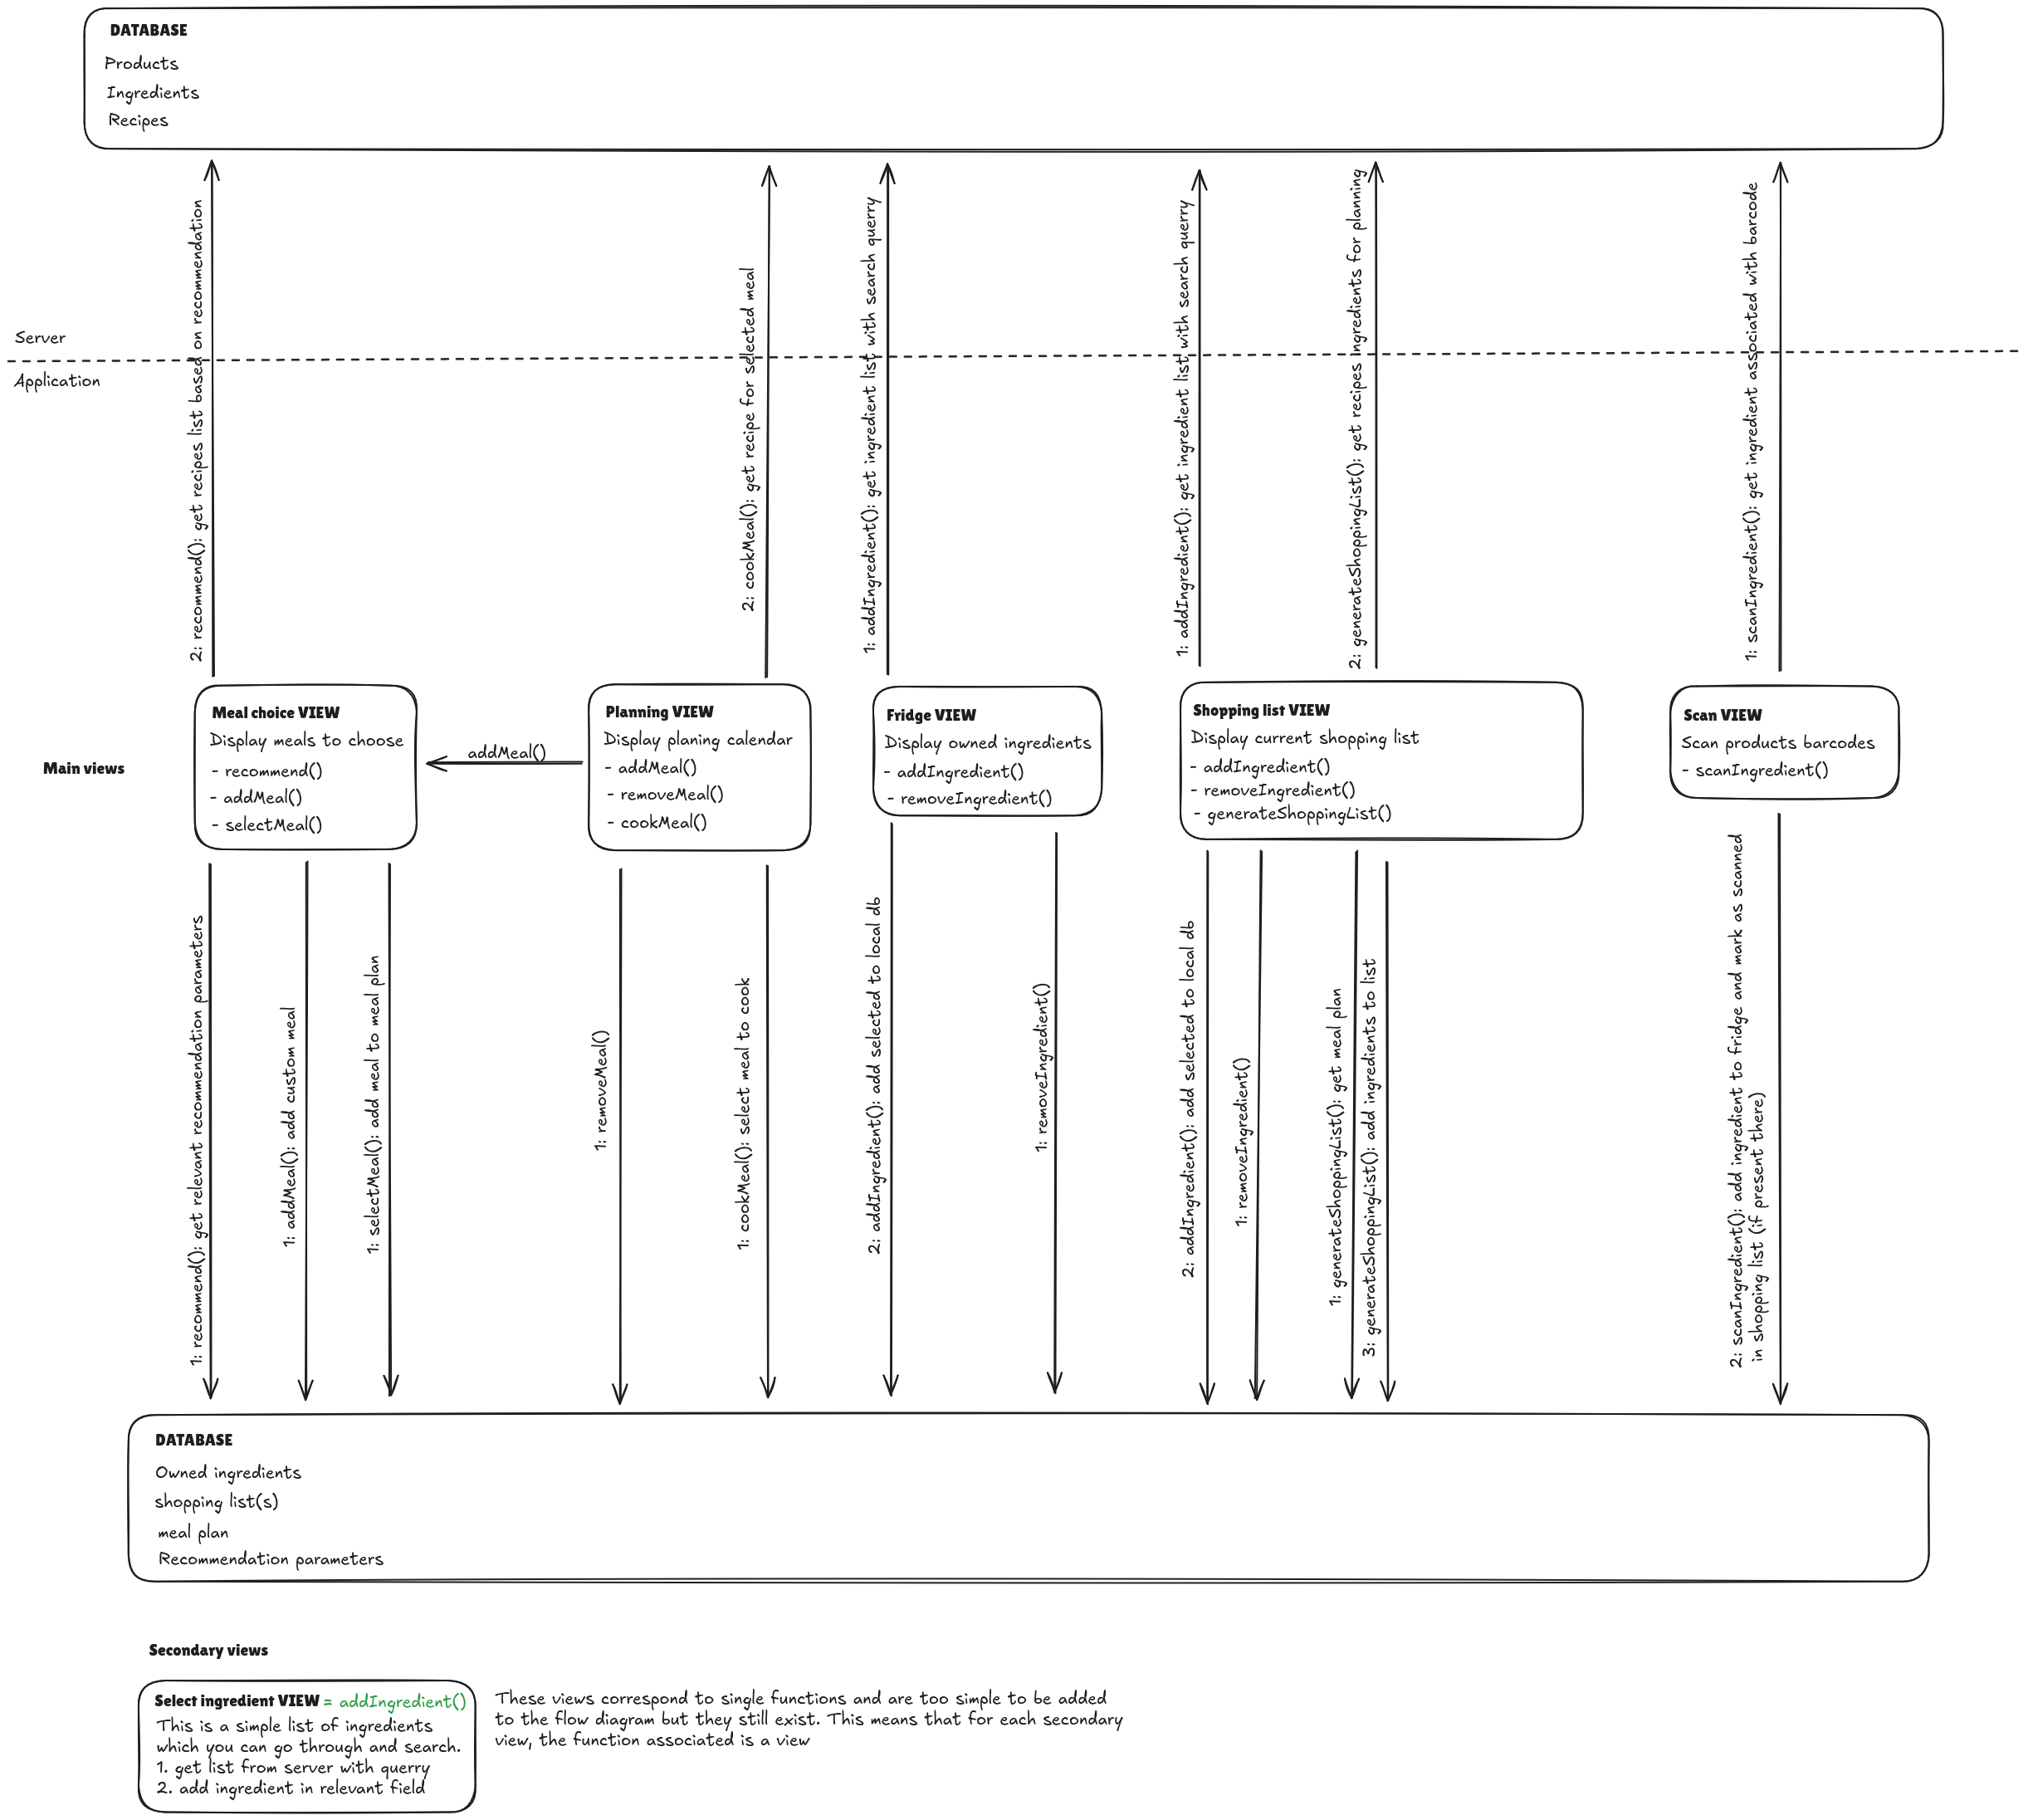 DATABASE
Products
Ingredients
Recipes
2: recommend(): get recipes list based on recommendation
2: cookMeal(): get recipe for selected meal
1: addIngredient(): get ingredient list with search querry
1: addIngredient(): get ingredient list with search querry
2: generateShoppingList(): get recipes ingredients for planning
1: scanIngredient(): get ingredient associated with barcode
Server
Application
Main views
Meal choice VIEW
Display meals to choose
- recommend()
- addMeal()
- selectMeal()
addMeal()
Planning VIEW
Display planing calendar
- addMeal()
- removeMeal()
- cookMeal()
Fridge VIEW
Display owned ingredients
- addIngredient()
- removeIngredient()
Shopping list VIEW
Display current shopping list
- addIngredient()
- removeIngredient()
- generateShoppingList()
Scan VIEW
Scan products barcodes
- scanIngredient()
1: recommend(): get relevant recommendation parameters
1: addMeal(): add custom meal
1: selectMeal(): add meal to meal plan
1: removeMeal()
1: cookMeal(): select meal to cook
2: addIngredient(): add selected to local db
1: removeIngredient()
2: addIngredient(): add selected to local db
1: removeIngredient()
1: generateShoppingList(): get meal plan
3: generateShoppingList(): add ingredients to list
2: scanIngredient(): add ingredient to fridge and mark as scanned
in shopping list (if present there)
DATABASE
Owned ingredients
shopping list(s)
meal plan
Recommendation parameters
Secondary views
Select ingredient VIEW = addIngredient()
This is a simple list of ingredients
which you can go through and search.
1. get list from server with querry
2. add ingredient in relevant field
These views correspond to single functions and are too simple to be added
to the flow diagram but they still exist. This means that for each secondary
view, the function associated is a view